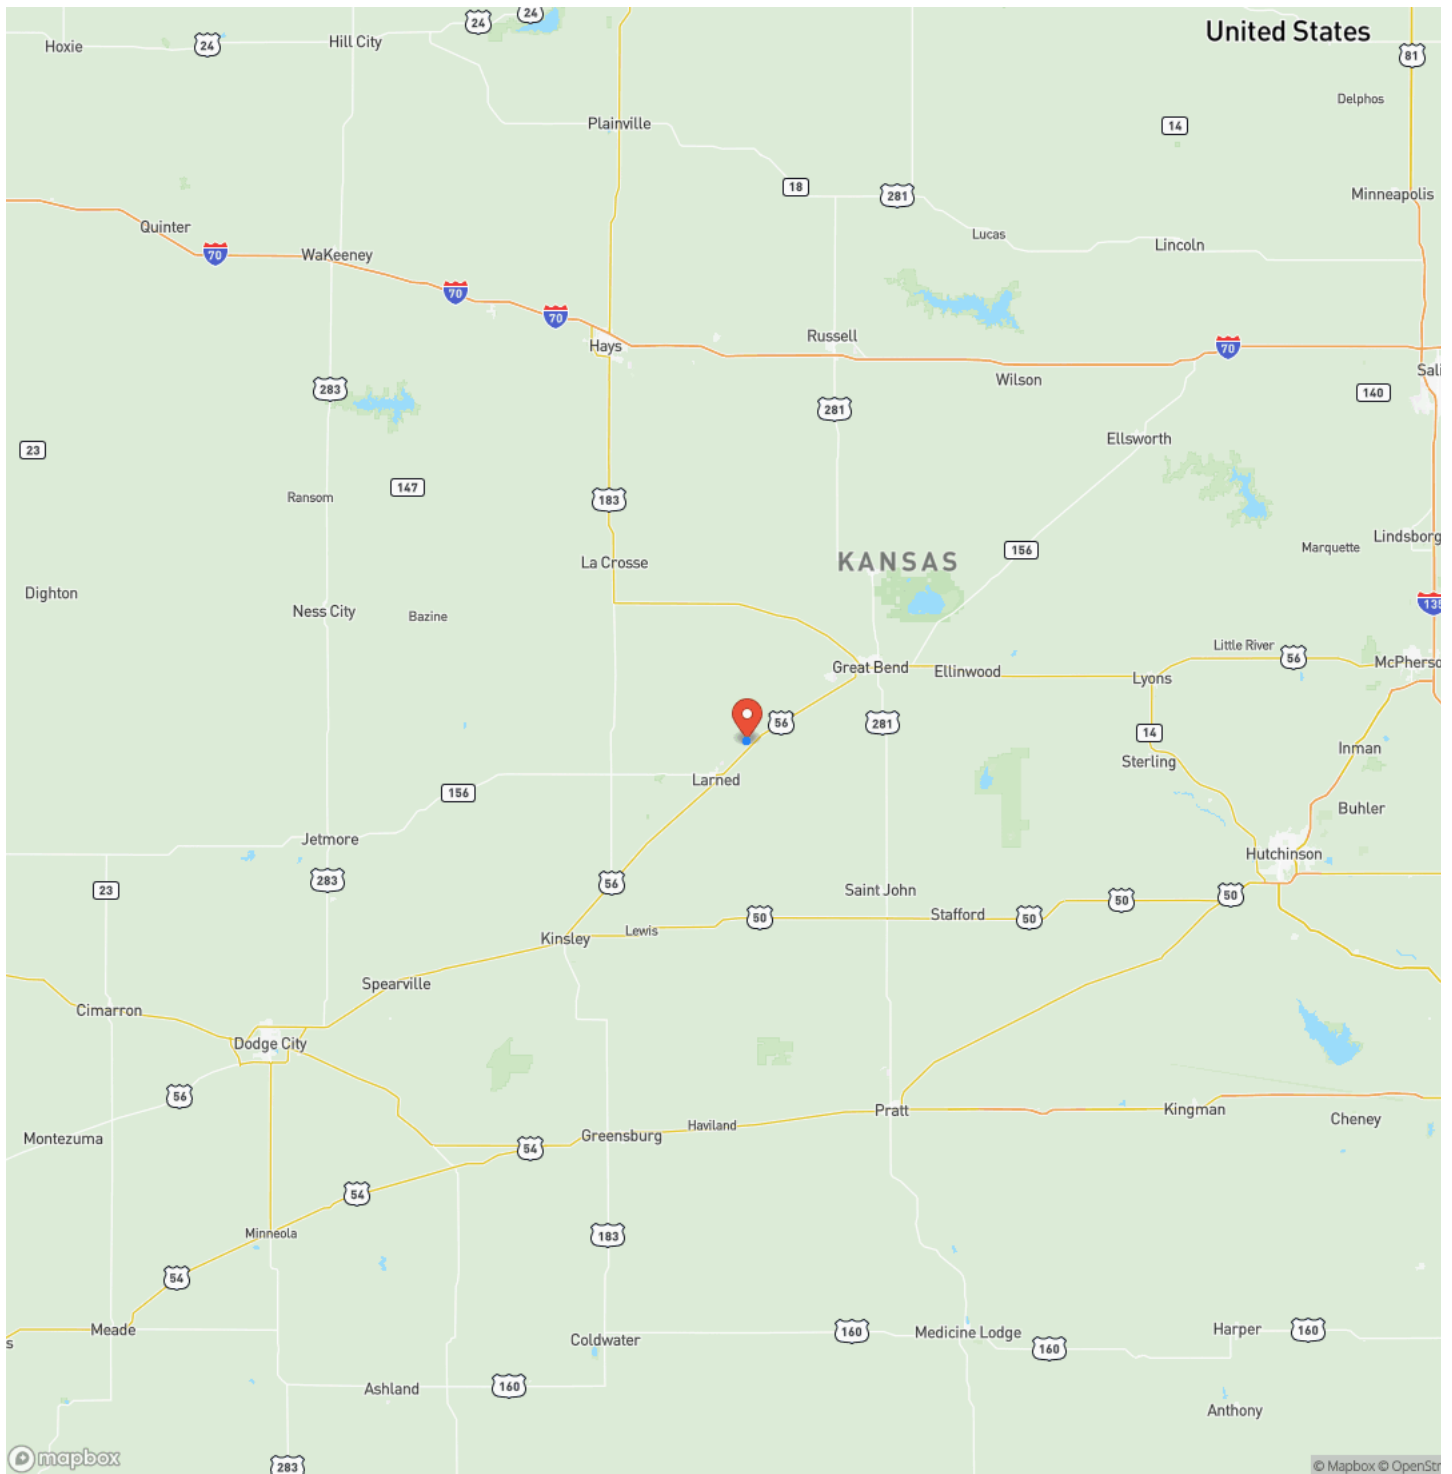 United States
24
24
81
Hoxie
24
Hill City
Delphos
Plainville
14
18
281
Minneapolis
Quinter
Lucas
Lincoln
70
WaKeeney
70
70
Russell
Hays
70
Wilson
Sali
283
140
281
23
Ellsworth
147
Ransom
183
Lindsborg
Marquette
156
La Crosse
KANSAS
Dighton
135
Ness City
Bazine
Little River
56
McPherso
Great Bend
Ellinwood
Lyons
56
281
14
Inman
Sterling
Larned
156
Buhler
Jetmore
Hutchinson
283
56
23
Saint John
50
50
Stafford
50
50
Lewis
Kinsley
Spearville
Cimarron
Dodge City
56
Pratt
Kingman
Cheney
Haviland
Greensburg
Montezuma
54
54
Minneola
183
54
Meade
160
Medicine Lodge
Harper
160
s
Coldwater
160
Ashland
160
Anthony
283
mapbox
© Mapbox © OpenStr